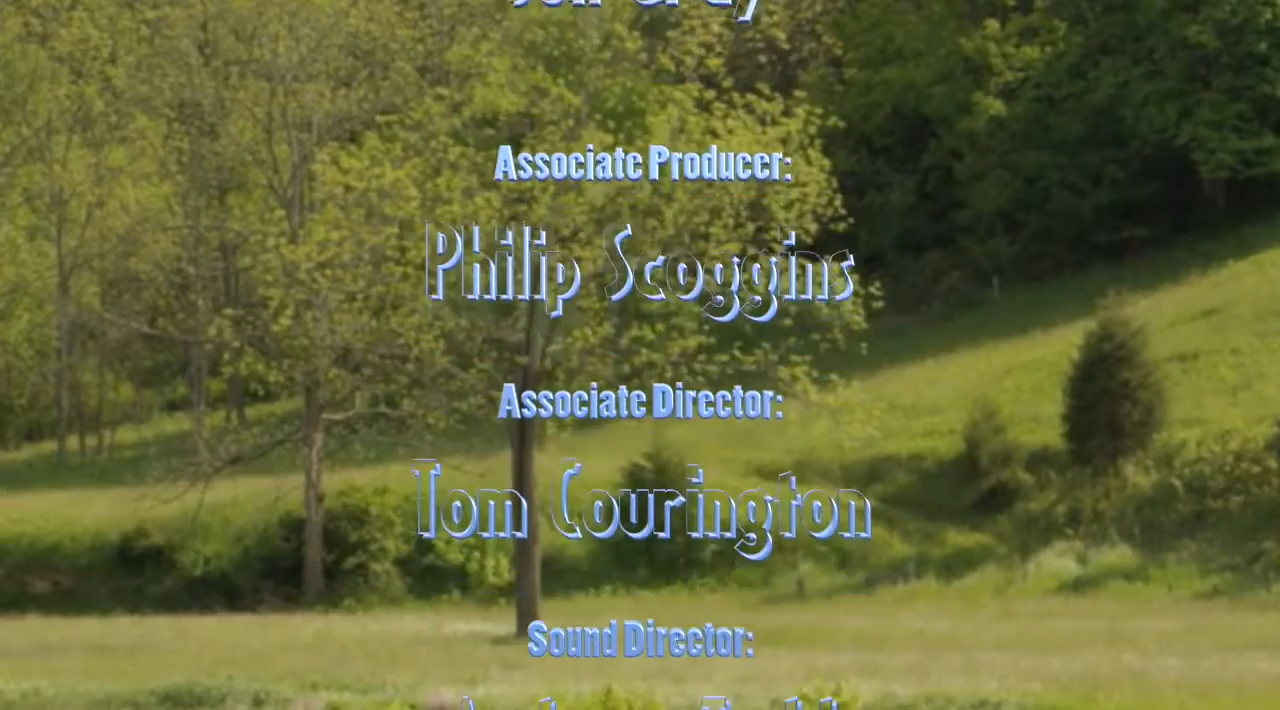 Associate Producer:
Philip Scoggins
Associate Director:
Tom Courington
Sound Director: